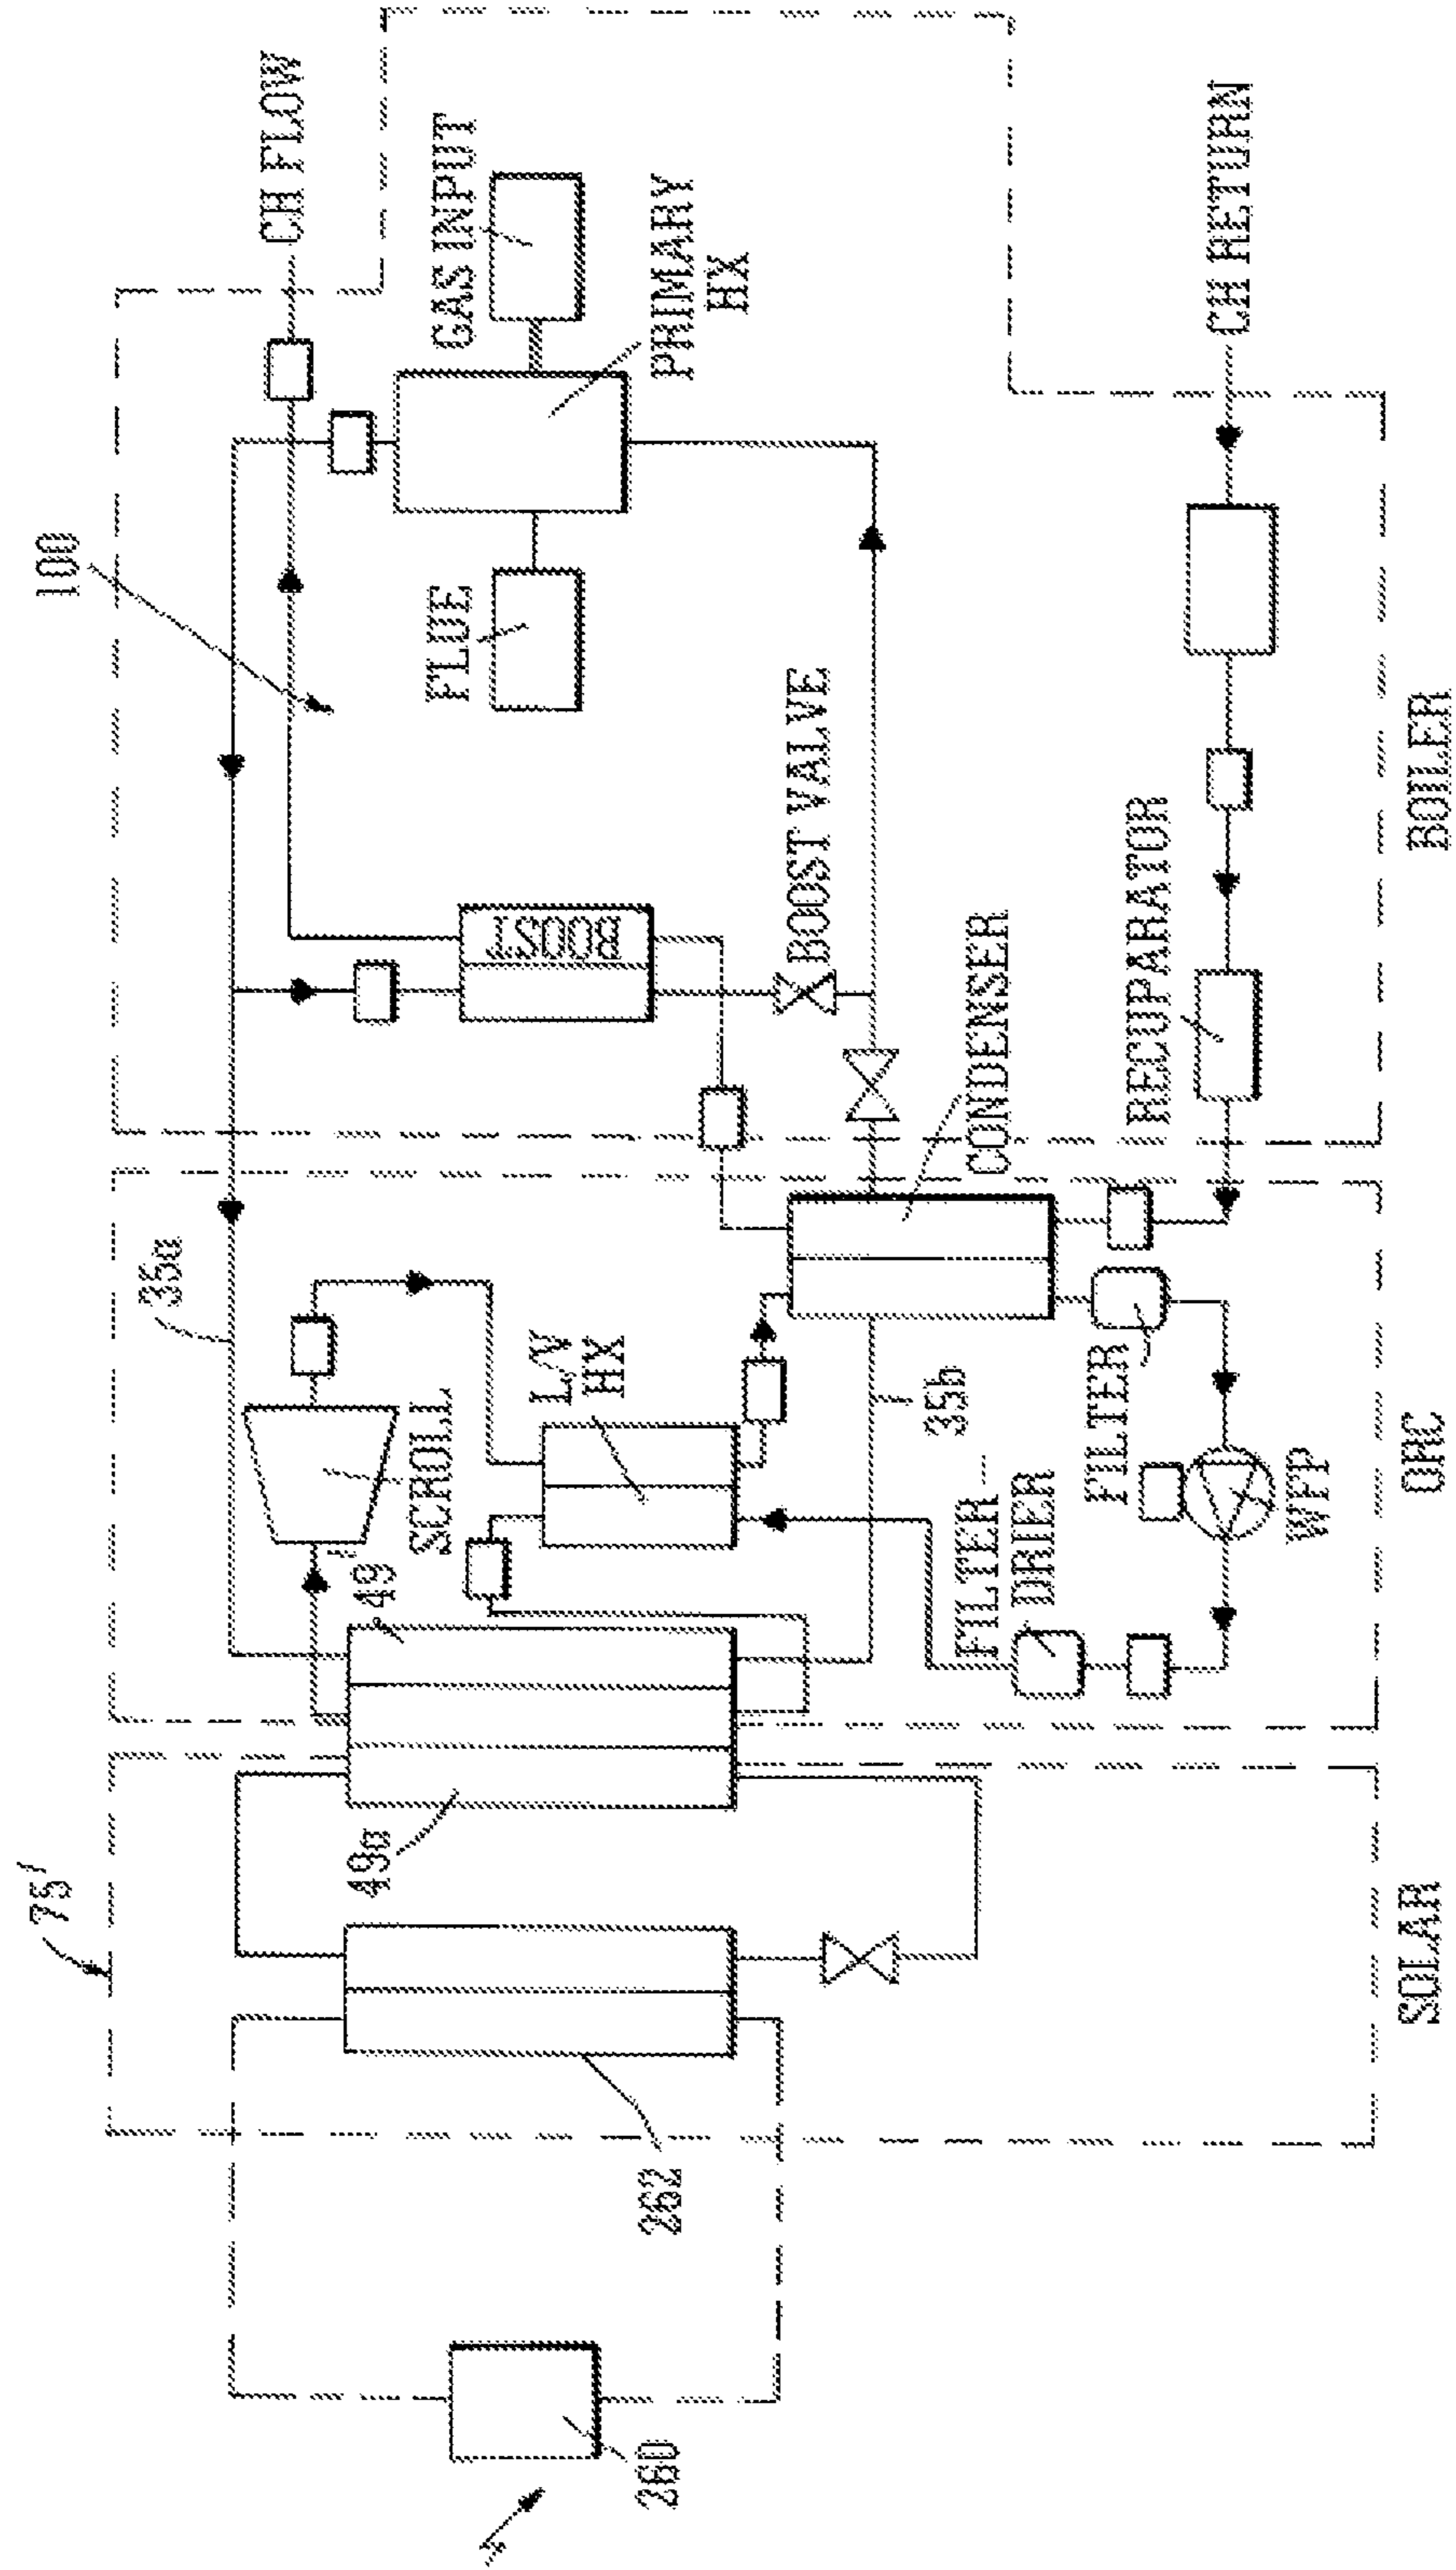 75'
SOLAR
260
262
49a
49
35a
35b
SCROLL
L/V
HX
FILTER
DRIER
FILTER
WFP
ORC
CONDENSER
100
CH FLOW
GAS INPUT
PRIMARY
HX
FLUE
BOOST
BOOST VALVE
RECUPARATOR
CH RETURN
BOILER